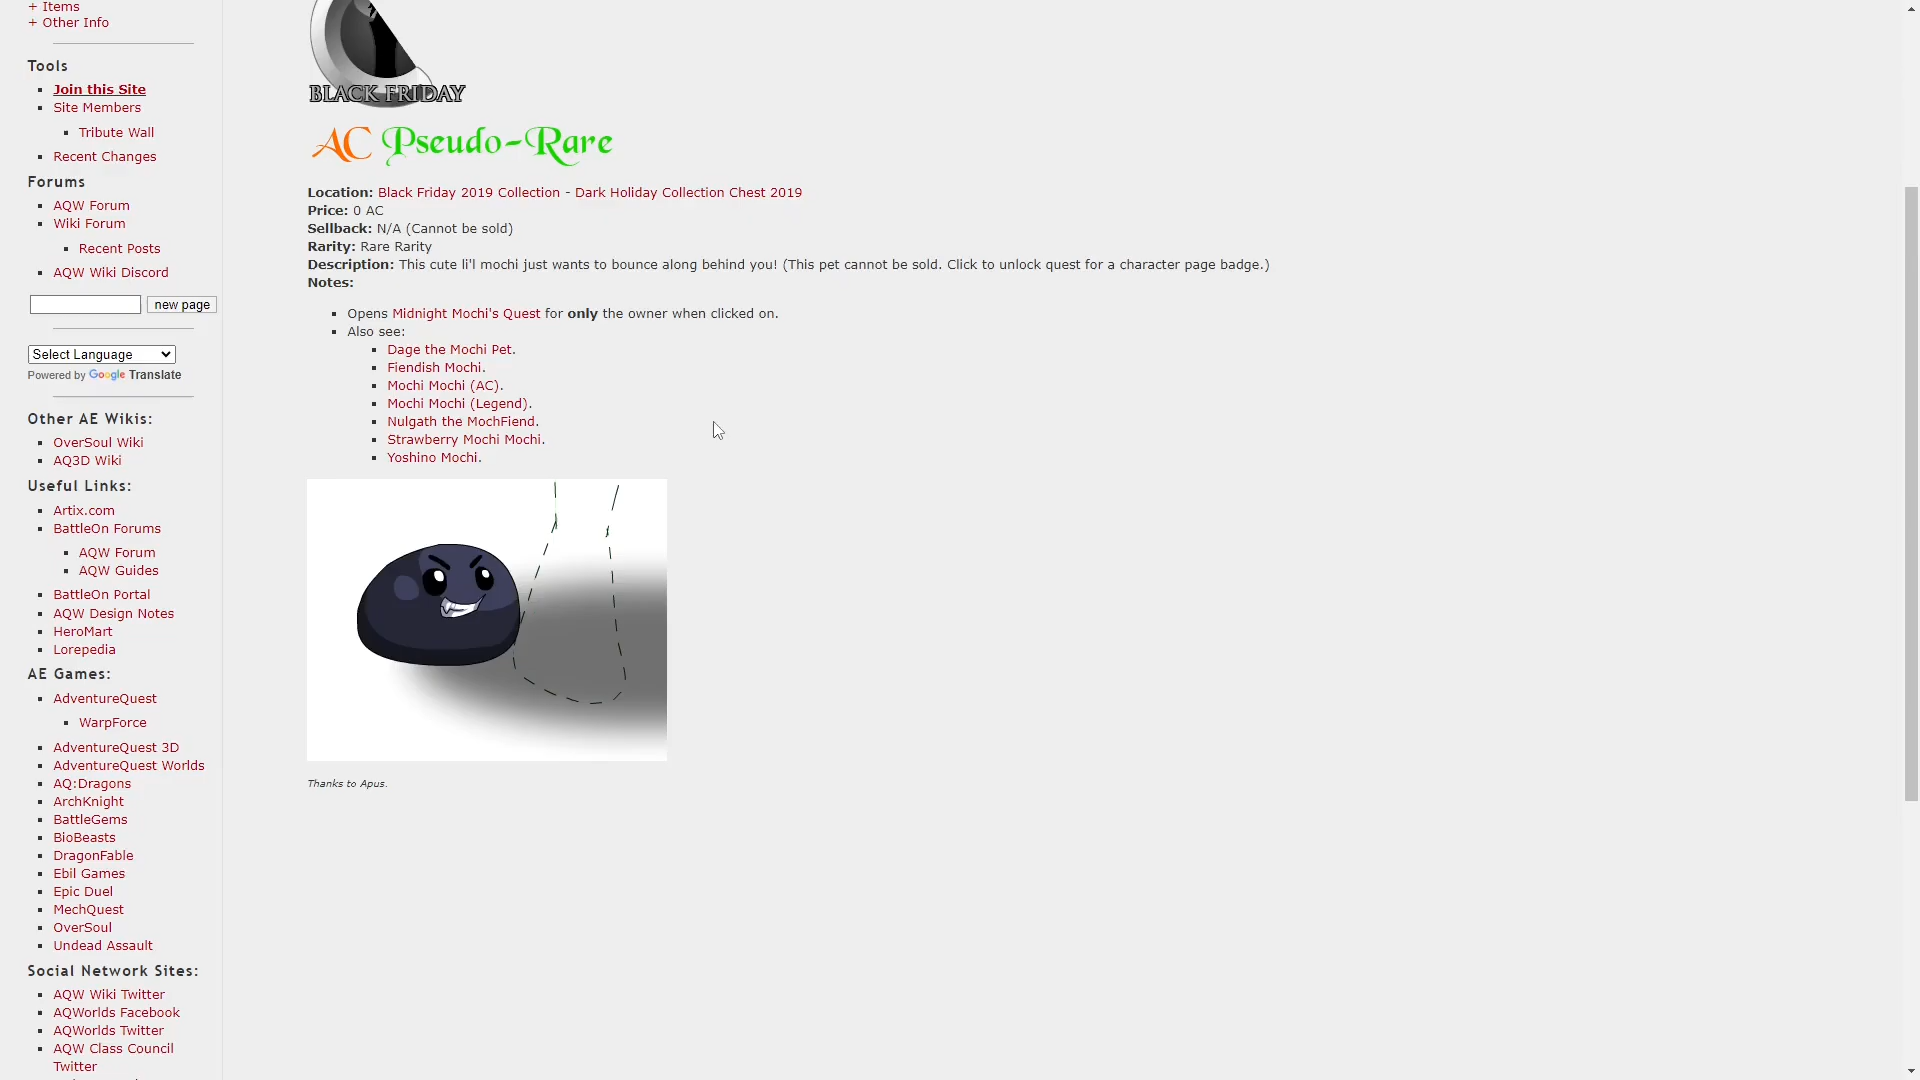 + Items
+ Other Info
Tools
Join this Site
Site Members
Tribute Wall
Recent Changes
Forums
AQW Forum
Wiki Forum
Recent Posts
AQW Wiki Discord
new page
Select Language
Powered by Google Translate
Other AE Wikis:
OverSoul Wiki
AQ3D Wiki
Useful Links:
Artix.com
BattleOn Forums
AQW Forum
AQW Guides
BattleOn Portal
AQW Design Notes
HeroMart
Lorepedia
AE Games:
AdventureQuest
WarpForce
AdventureQuest 3D
AdventureQuest Worlds
AQ:Dragons
ArchKnight
BattleGems
BioBeasts
DragonFable
Ebil Games
Epic Duel
MechQuest
OverSoul
Undead Assault
Social Network Sites:
AQW Wiki Twitter
AQWorlds Facebook
AQWorlds Twitter
AQW Class Council
Twitter
BLACK FRIDAY
AC Pseudo-Rare
Location: Black Friday 2019 Collection - Dark Holiday Collection Chest 2019
Price: 0 AC
Sellback: N/A (Cannot be sold)
Rarity: Rare Rarity
Description: This cute li'l mochi just wants to bounce along behind you! (This pet cannot be sold. Click to unlock quest for a character page badge.)
Notes:
Opens Midnight Mochi's Quest for only the owner when clicked on.
Also see:
Dage the Mochi Pet.
Fiendish Mochi.
Mochi Mochi (AC).
Mochi Mochi (Legend).
Nulgath the MochFiend.
Strawberry Mochi Mochi.
Yoshino Mochi.
Thanks to Apus.